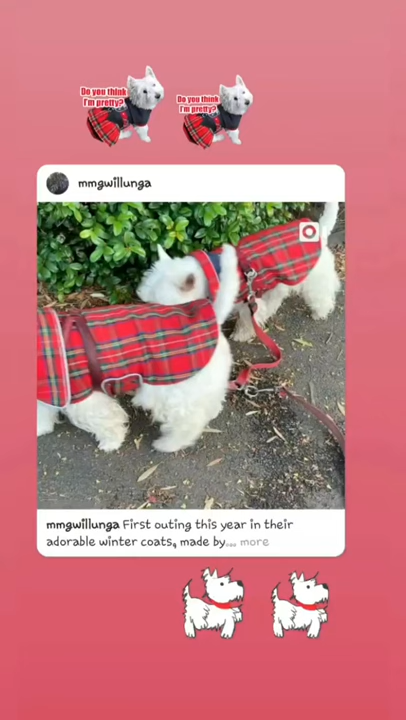 Do you think
I'm pretty?
Do you think
I'm pretty?
mmgwillunga
mmgwillunga First outing this year in their
adorable winter coats, made by... more